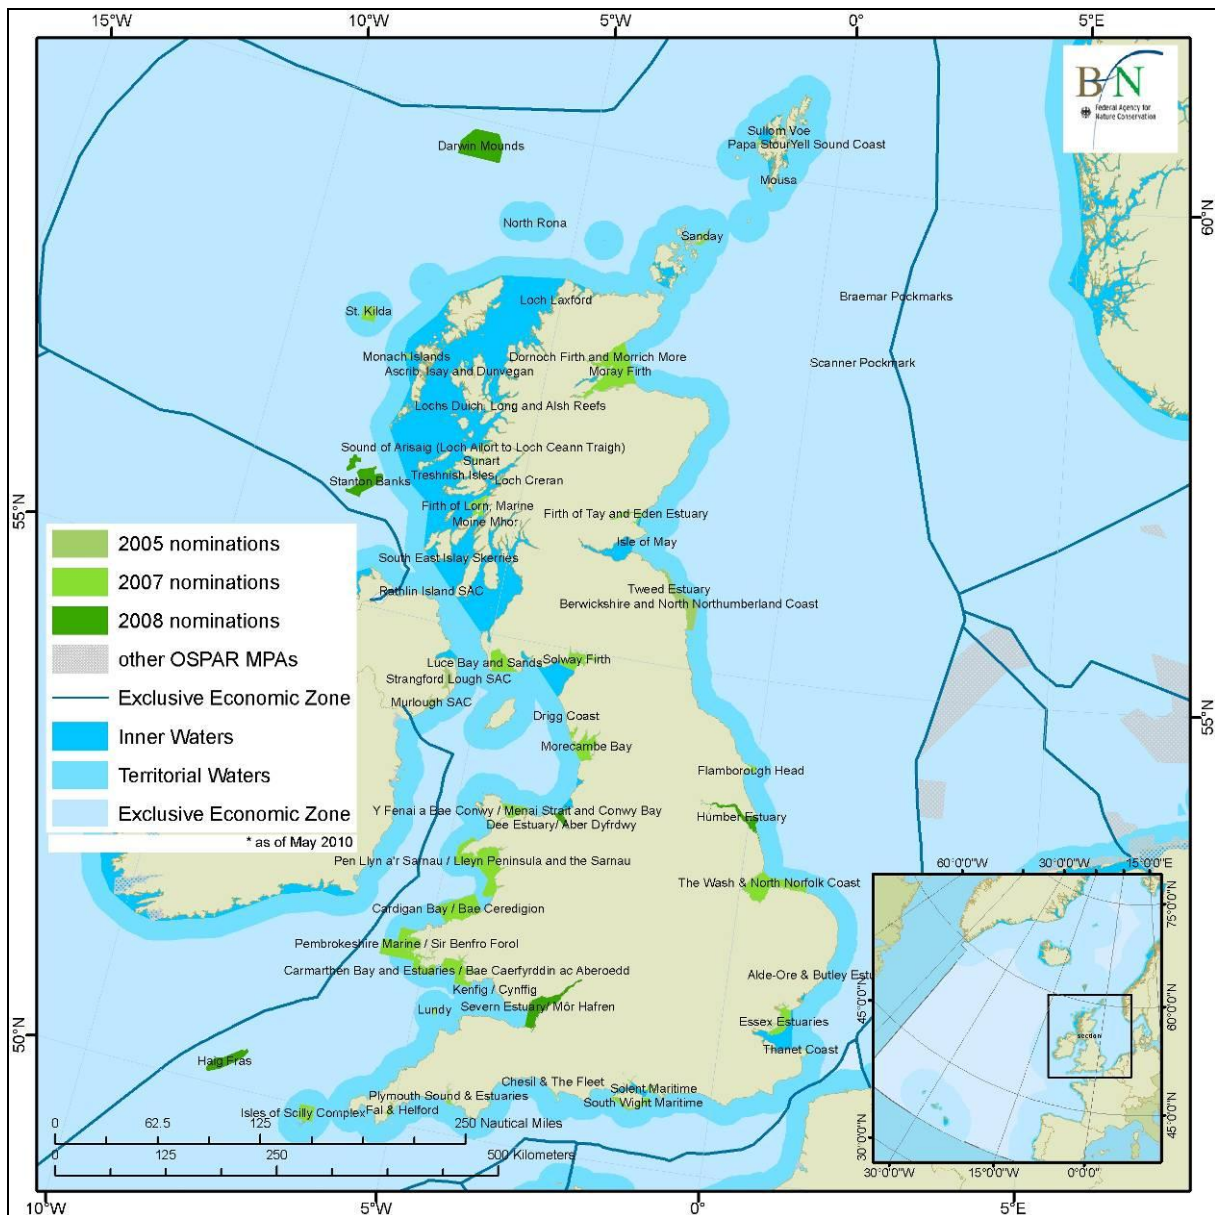 15°W 10°W 5°W 0° 5°E
BfN
Federal Agency for
Nature Conservation
Sullom Voe
Darwin Mounds
Papa Stour Yell Sound Coast
Mousa
60°N
North Rona
Sanday
Braemar Pockmarks
Loch Laxford
St. Kilda
Monach Islands
Dornoch Firth and Morrich More
Scanner Pockmark
Ascrib, Isay and Dunvegan
Moray Firth
Lochs Duich, Long and Alsh Reefs
Sound of Arisaig (Loch Ailort to Loch Ceann Traigh)
Sunart
Treshnish Isles
Stanton Banks
Loch Creran
55°N
Firth of Lorn, Marine
Firth of Tay and Eden Estuary
Moine Mhor
Isle of May
South East Islay Skerries
Rathlin Island SAC
Tweed Estuary
Berwickshire and North Northumberland Coast
2005 nominations
2007 nominations
2008 nominations
other OSPAR MPAs
Exclusive Economic Zone
Inner Waters
Territorial Waters
Exclusive Economic Zone
* as of May 2010
Luce Bay and Sands
Solway Firth
Strangford Lough SAC
Murlough SAC
55°N
Drigg Coast
Morecambe Bay
Flamborough Head
Y Fenai a Bae Conwy / Menai Strait and Conwy Bay
Dee Estuary/ Aber Dyfrdwy
Humber Estuary
Pen Llyn a'r Sarnau / Lleyn Peninsula and the Sarnau
The Wash & North Norfolk Coast
Cardigan Bay / Bae Ceredigion
Pembrokeshire Marine / Sir Benfro Forol
Carmarthen Bay and Estuaries / Bae Caerfyrddin ac Aberoedd
Alde-Ore & Butley Estu
Kenfig / Cynffig
Lundy
Severn Estuary/ Môr Hafren
Essex Estuaries
50°N
Thanet Coast
Haig Fras
Chesil & The Fleet
Solent Maritime
Plymouth Sound & Estuaries
South Wight Maritime
Isles of Scilly Complex
Fal & Helford
0 62.5 125 250 Nautical Miles
0 125 250 500 Kilometers
60°0'0"W 30°0'0"W 15°0'0"E
75°0'0"N
45°0'0"W
60°0'0"N
section
30°0'0"W
45°0'0"N
30°0'0"W 15°0'0"W 0°0'0"
10°W 5°W 0° 5°E